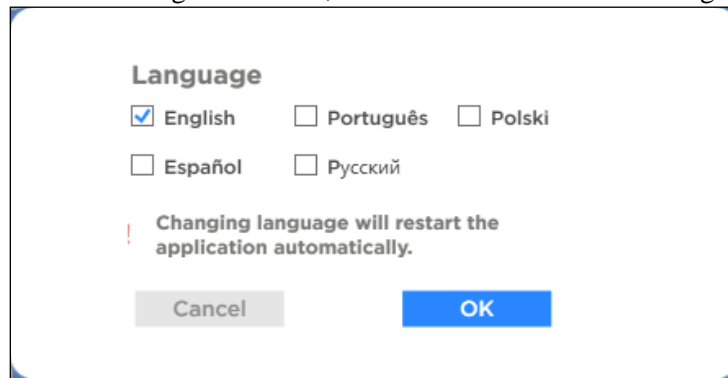 Language
English Português Polski
Español Русский
! Changing language will restart the
application automatically.
Cancel OK